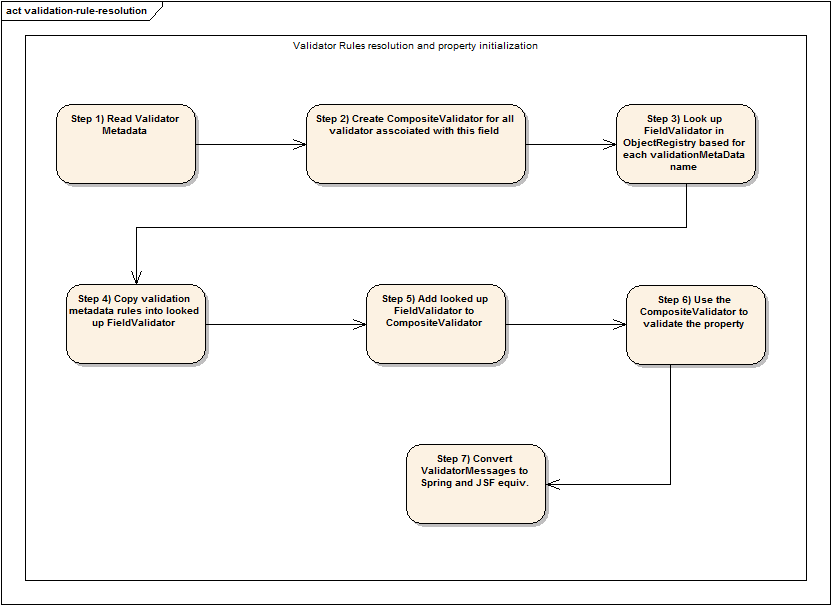 act validation-rule-resolution
Validator Rules resolution and property initialization
Step 1) Read Validator
Metadata
Step 2) Create CompositeValidator for all
validator asscoiated with this field
Step 3) Look up
FieldValidator in
ObjectRegistry based for
each validationMetaData
name
Step 4) Copy validation
metadata rules into looked
up FieldValidator
Step 5) Add looked up
FieldValidator to
CompositeValidator
Step 6) Use the
CompositeValidator to
validate the property
Step 7) Convert
ValidatorMessages to
Spring and JSF equiv.